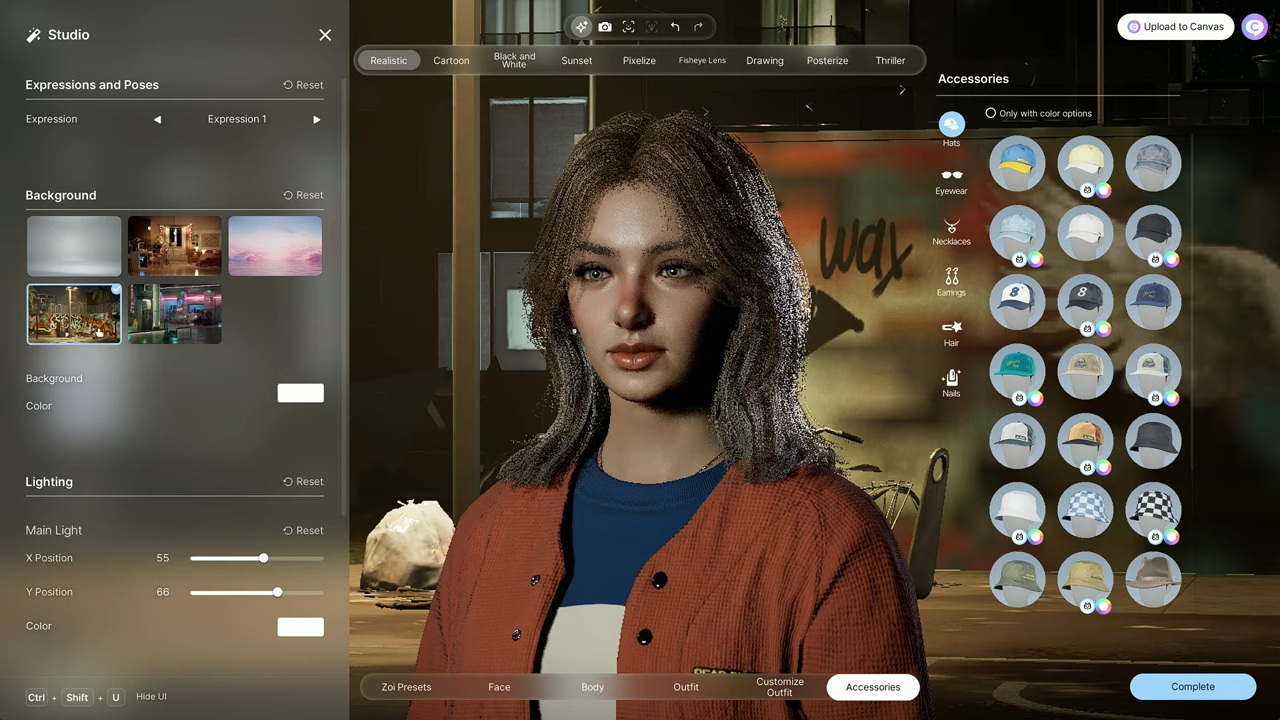 Studio
Expressions and Poses
Reset
Expression
Expression 1
Background
Reset
Background
Color
Lighting
Reset
Main Light
Reset
X Position
55
Y Position
66
Color
Ctrl + Shift + U Hide UI
Realistic
Cartoon
Black and
White
Sunset
Pixelize
Fisheye Lens
Drawing
Posterize
Thriller
wax
Upload to Canvas
Accessories
Only with color options
Hats
Eyewear
Necklaces
Earrings
Hair
Nails
8
8
Zoi Presets
Face
Body
Outfit
Customize
Outfit
Accessories
Complete